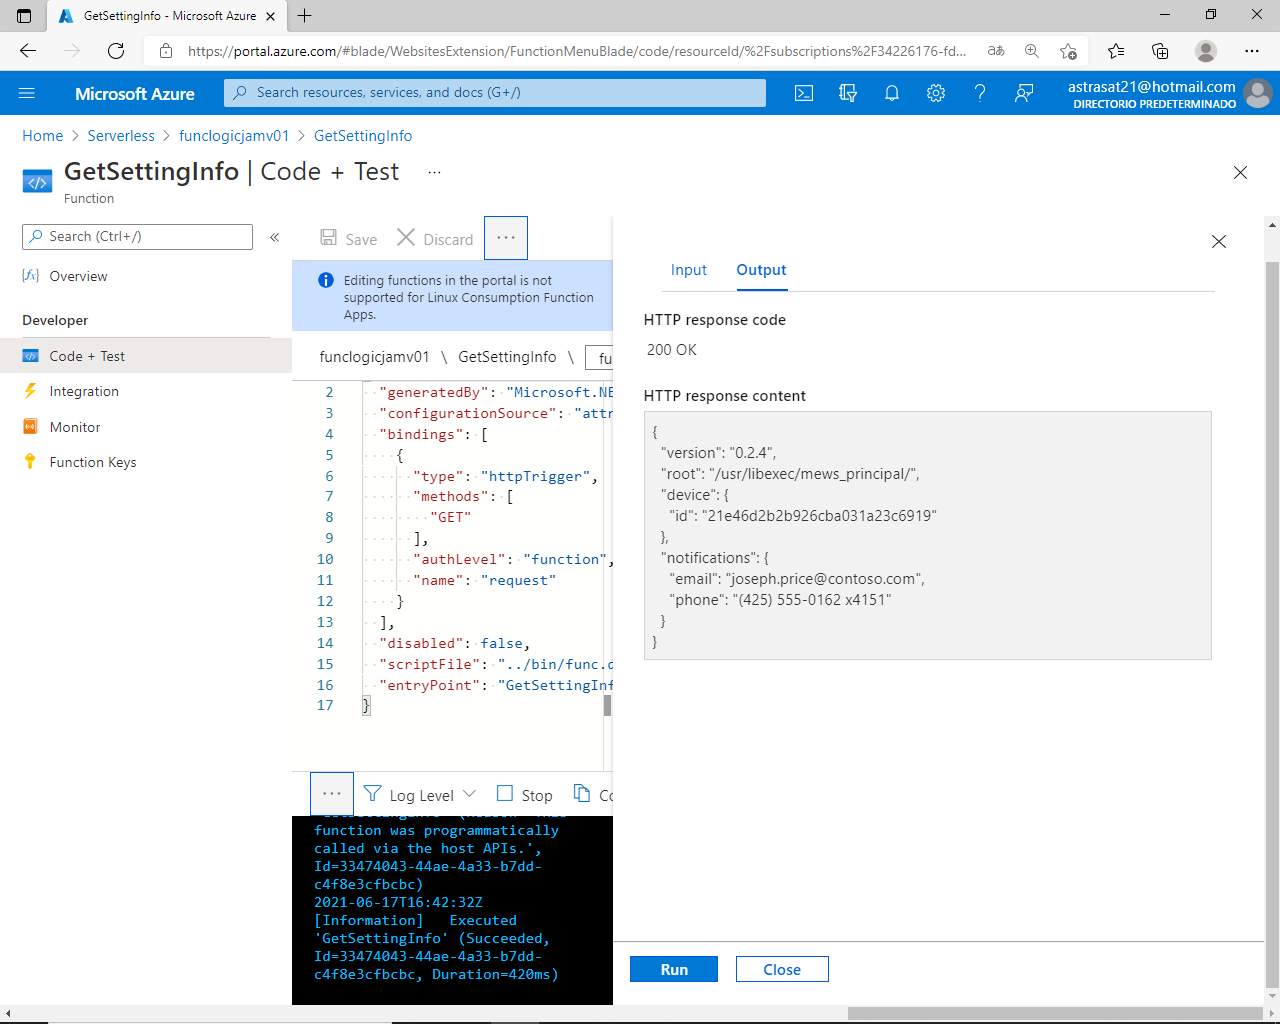 GetSettingInfo - Microsoft Azure
https://portal.azure.com/#blade/WebsitesExtension/FunctionMenuBlade/code/resourceId/%2Fsubscriptions%2F34226176-fd...
Microsoft Azure
Search resources, services, and docs (G+/)
astrasat21@hotmail.com
DIRECTORIO PREDETERMINADO
Home > Serverless > funclogicjamv01 > GetSettingInfo
GetSettingInfo | Code + Test ...
Function
Search (Ctrl+/)
Overview
Developer
Code + Test
Integration
Monitor
Function Keys
Save Discard ...
Editing functions in the portal is not
supported for Linux Consumption Function
Apps.
funclogicjamv01 \ GetSettingInfo \ fu
2 "generatedBy": "Microsoft.NE
3 "configurationSource": "attr
4 "bindings": [
5 {
6 "type": "httpTrigger",
7 "methods": [
8 "GET"
9 ],
10 "authLevel": "function",
11 "name": "request"
12 }
13 ],
14 "disabled": false,
15 "scriptFile": "../bin/func.d
16 "entryPoint": "GetSettingInf
17 }
... Log Level Stop Co
function was programmatically
called via the host APIs.',
Id=33474043-44ae-4a33-b7dd-
c4f8e3cfbcbc)
2021-06-17T16:42:32Z
[Information] Executed
'GetSettingInfo' (Succeeded,
Id=33474043-44ae-4a33-b7dd-
c4f8e3cfbcbc, Duration=420ms)
Input Output
HTTP response code
200 OK
HTTP response content
{
"version": "0.2.4",
"root": "/usr/libexec/mews_principal/",
"device": {
"id": "21e46d2b2b926cba031a23c6919"
},
"notifications": {
"email": "joseph.price@contoso.com",
"phone": "(425) 555-0162 x4151"
}
}
Run Close